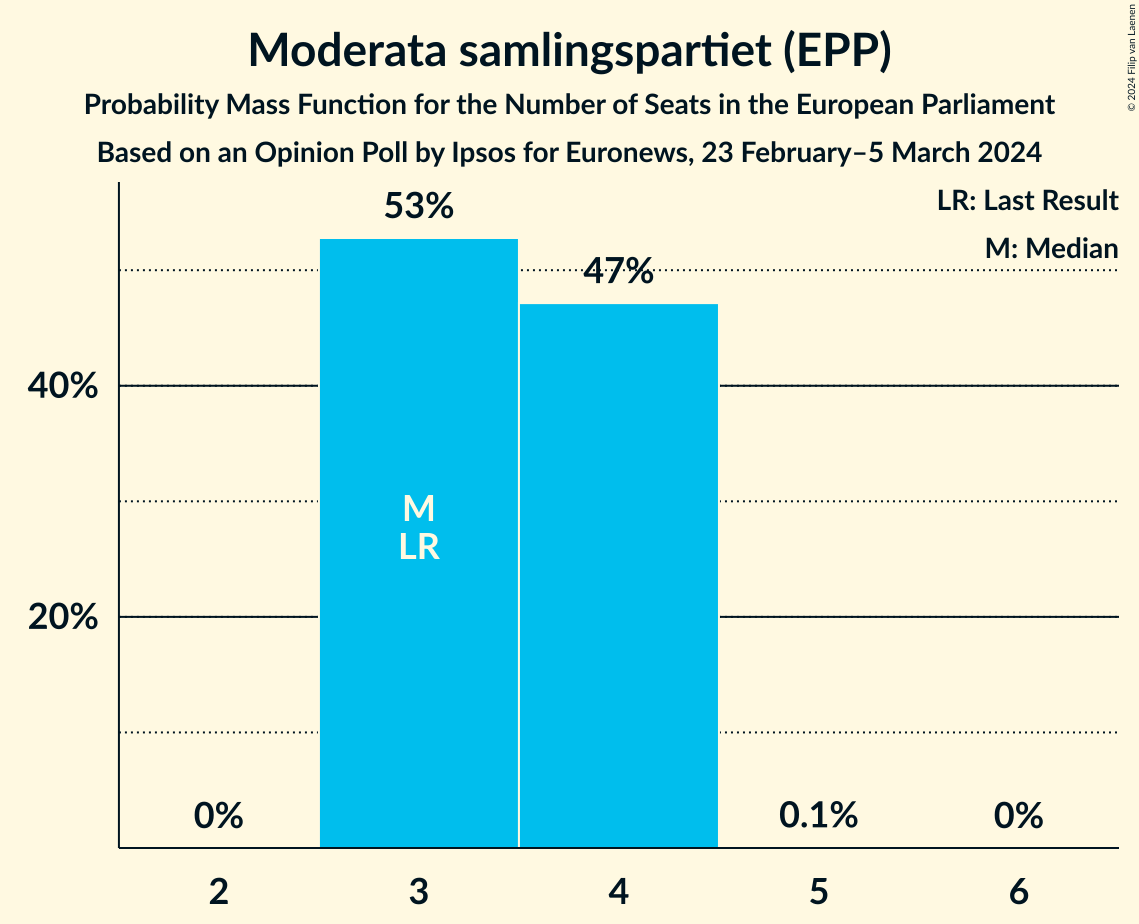 Moderata samlingspartiet (EPP)
Probability Mass Function for the Number of Seats in the European Parliament
Based on an Opinion Poll by Ipsos for Euronews, 23 February–5 March 2024
© 2024 Filip van Laenen
LR: Last Result
M: Median
53%
47%
40%
20%
M
LR
0%
0.1%
0%
2
3
4
5
6